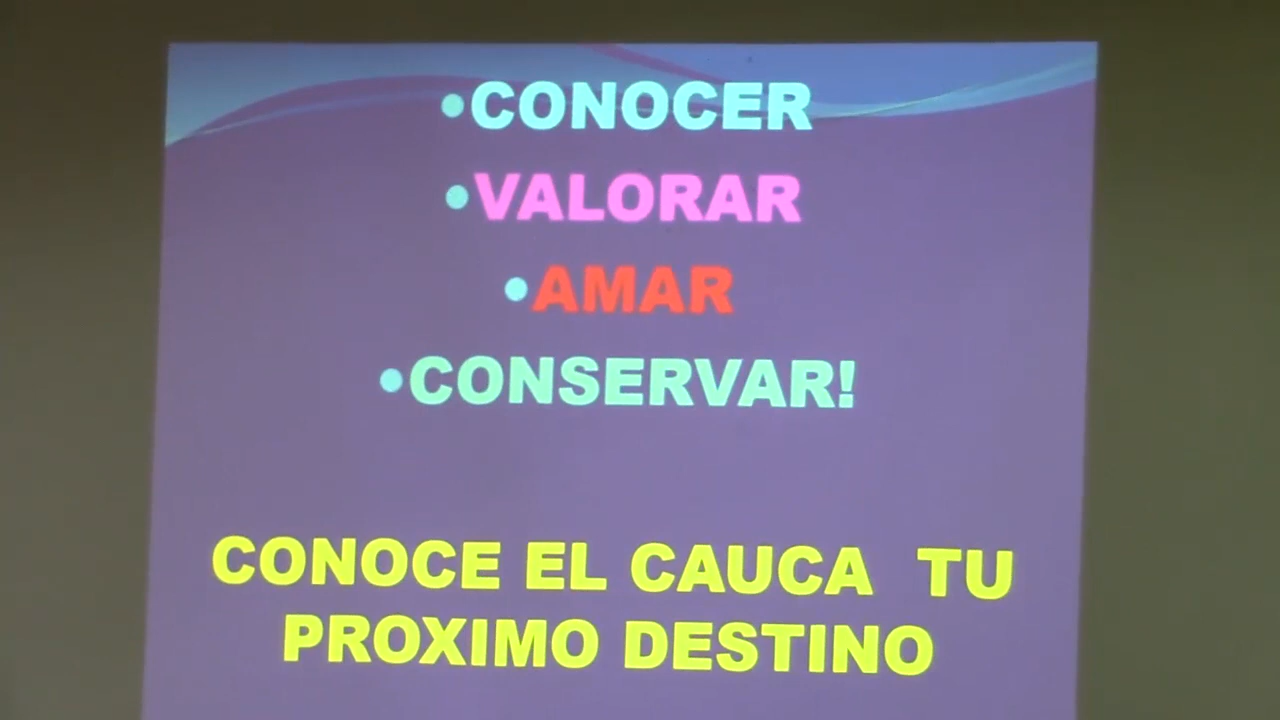 •CONOCER
•VALORAR
•AMAR
•CONSERVAR!
CONOCE EL CAUCA TU
PROXIMO DESTINO